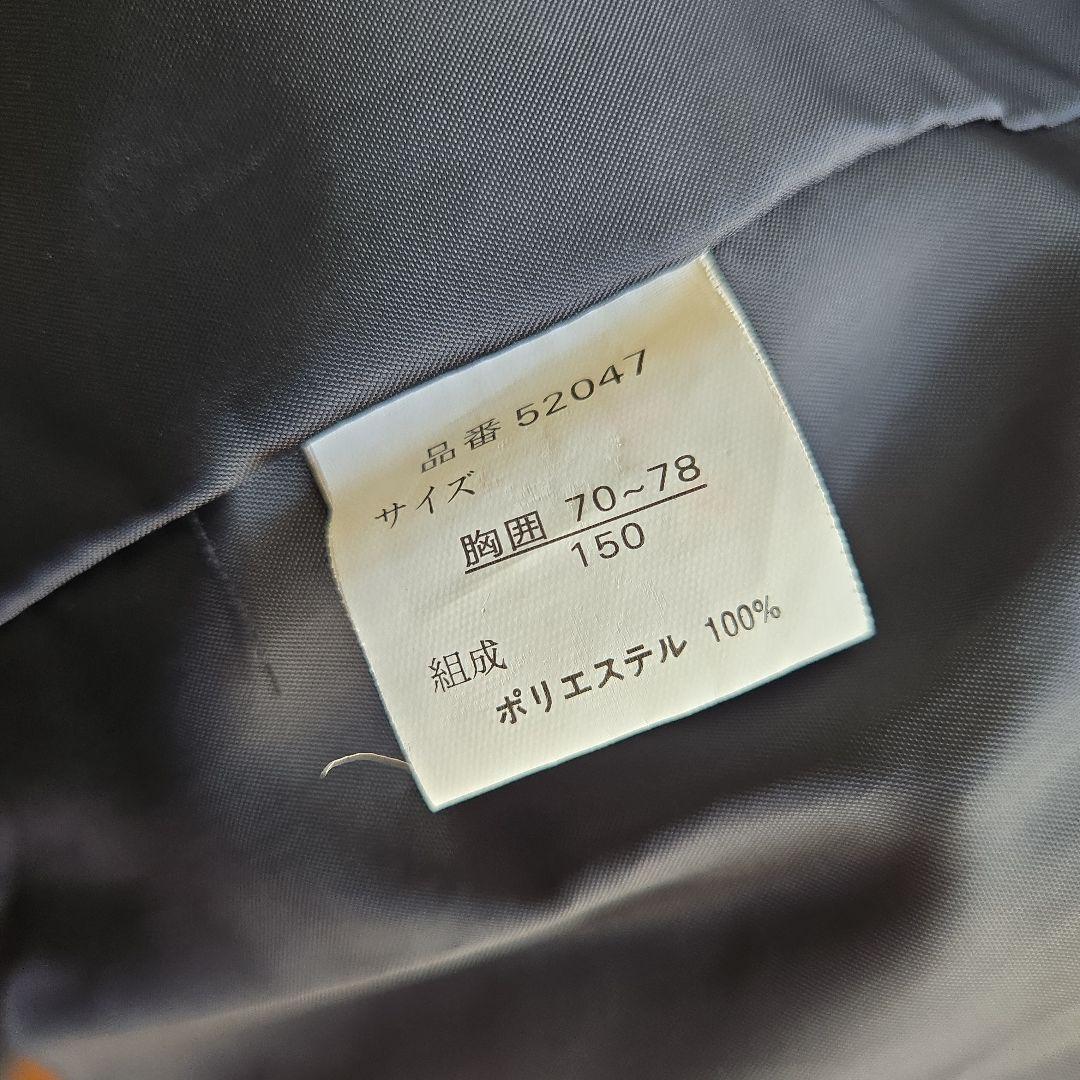 品番 52047
サイズ
胸囲 70~78
150
組成
ポリエステル 100%